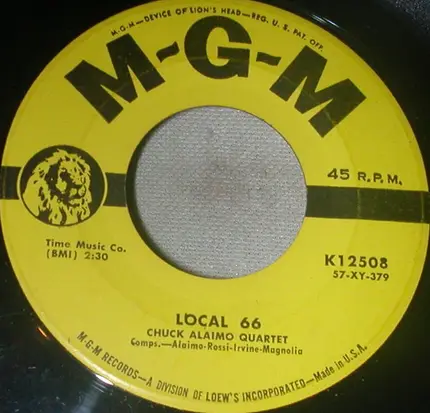 M-G-M—DEVICE OF LION'S HEAD—REG. U.S. PAT. OFF.
M-G-M
45 R.P.M.
Time Music Co.
(BMI) 2:30
K12508
57-XY-379
LOCAL 66
CHUCK ALAIMO QUARTET
Comps.—Alaimo-Rossi-Irvine-Magnolia
M-G-M RECORDS—A DIVISION OF LOEW'S INCORPORATED—Made in U.S.A.